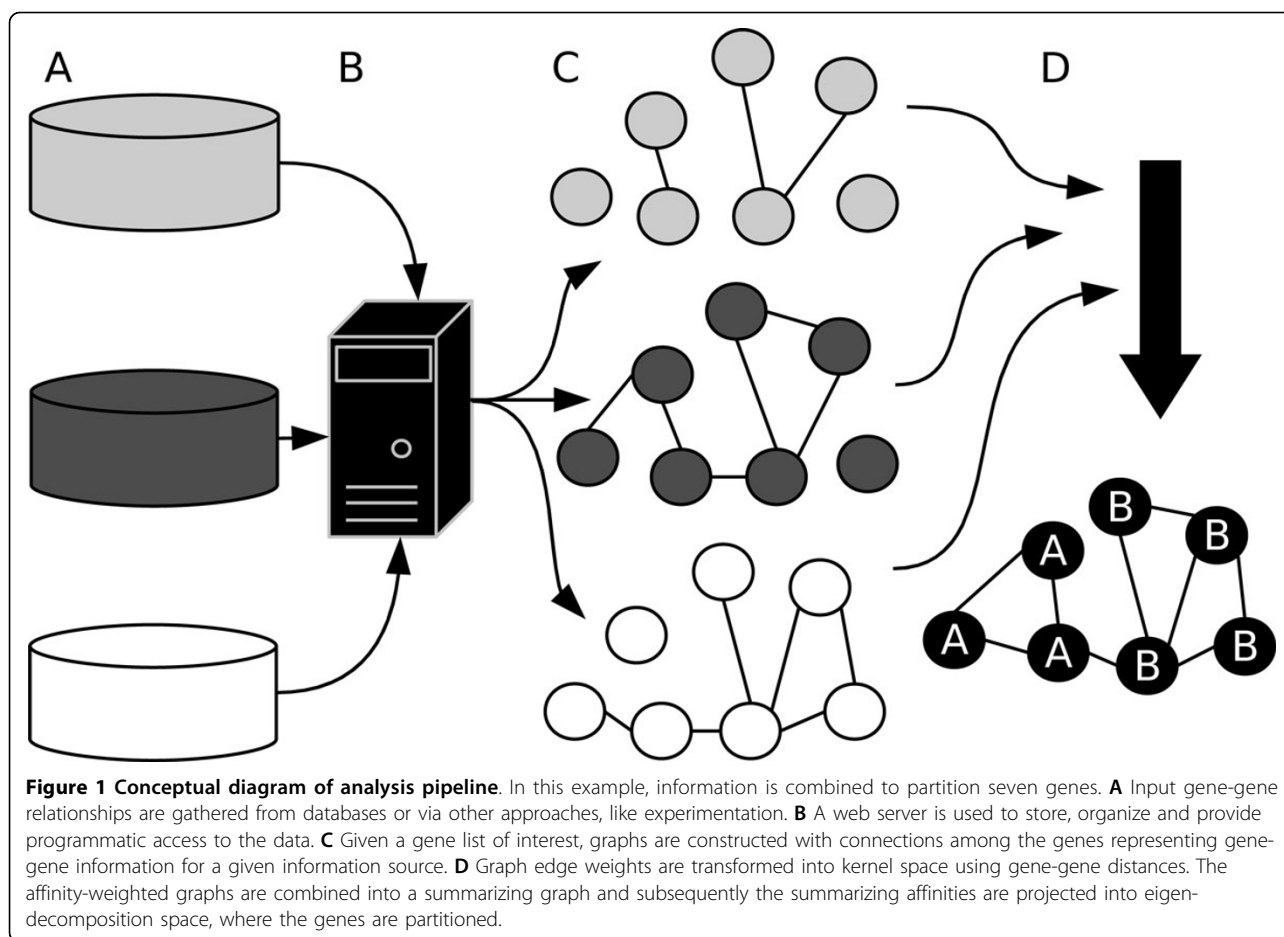 A B C D
B
A B
A A B B
Figure 1 Conceptual diagram of analysis pipeline. In this example, information is combined to partition seven genes. A Input gene-gene
relationships are gathered from databases or via other approaches, like experimentation. B A web server is used to store, organize and provide
programmatic access to the data. C Given a gene list of interest, graphs are constructed with connections among the genes representing gene-
gene information for a given information source. D Graph edge weights are transformed into kernel space using gene-gene distances. The
affinity-weighted graphs are combined into a summarizing graph and subsequently the summarizing affinities are projected into eigen-
decomposition space, where the genes are partitioned.